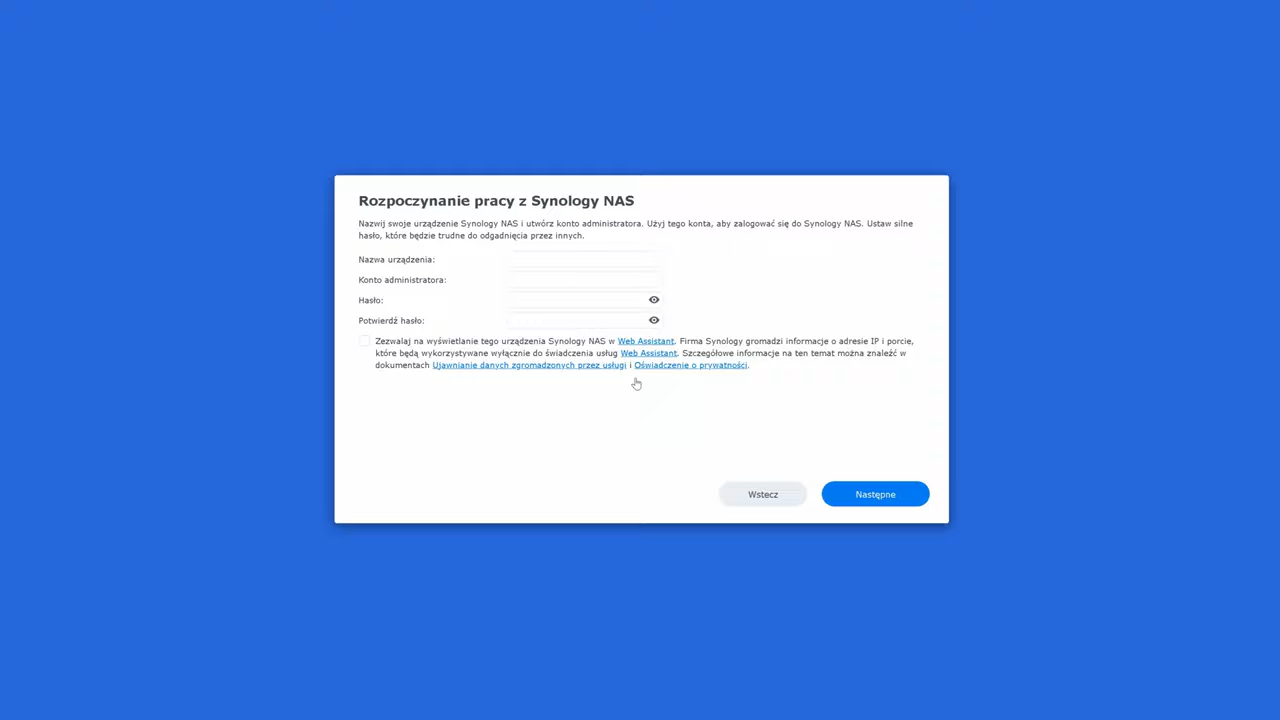 Rozpoczynanie pracy z Synology NAS
Nazwij swoje urządzenie Synology NAS i utwórz konto administratora. Użyj tego konta, aby zalogować się do Synology NAS. Ustaw silne
hasło, które będzie trudne do odgadnięcia przez innych.
Nazwa urządzenia:
Konto administratora:
Hasło:
Potwierdź hasło:
Zezwalaj na wyświetlanie tego urządzenia Synology NAS w Web Assistant. Firma Synology gromadzi informacje o adresie IP i porcie,
które będą wykorzystywane wyłącznie do świadczenia usług Web Assistant. Szczegółowe informacje na ten temat można znaleźć w
dokumentach Ujawnianie danych zgromadzonych przez usługi i Oświadczenie o prywatności.
Wstecz
Następne